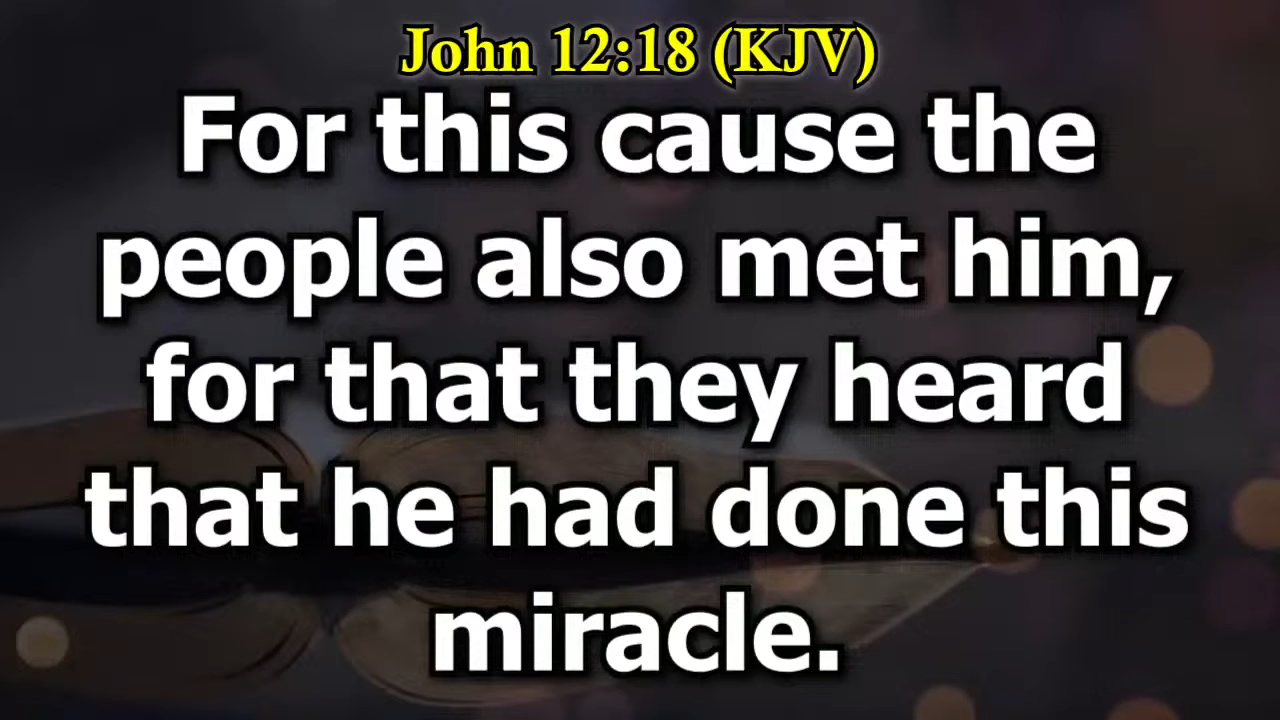 John 12:18 (KJV)
For this cause the
people also met him,
for that they heard
that he had done this
miracle.